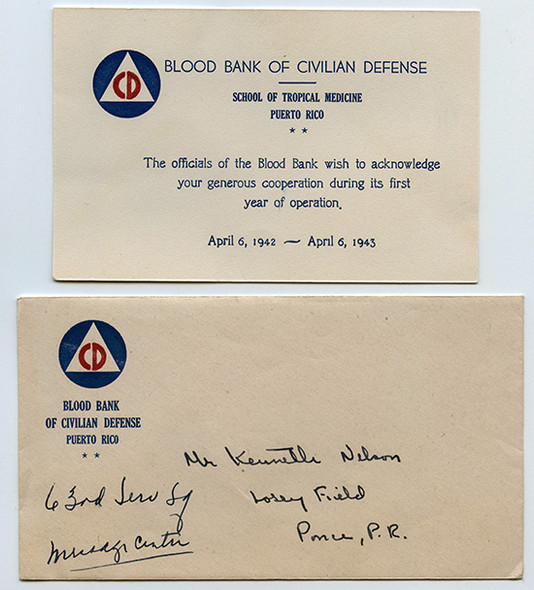 CD
BLOOD BANK OF CIVILIAN DEFENSE
SCHOOL OF TROPICAL MEDICINE
PUERTO RICO
The officials of the Blood Bank wish to acknowledge
your generous cooperation during its first
year of operation.
April 6, 1942 — April 6, 1943
CD
BLOOD BANK
OF CIVILIAN DEFENSE
PUERTO RICO
Mr Kenneth Nelson
Losey Field
Ponce, P.R.
63rd Serv Sq
Message Center